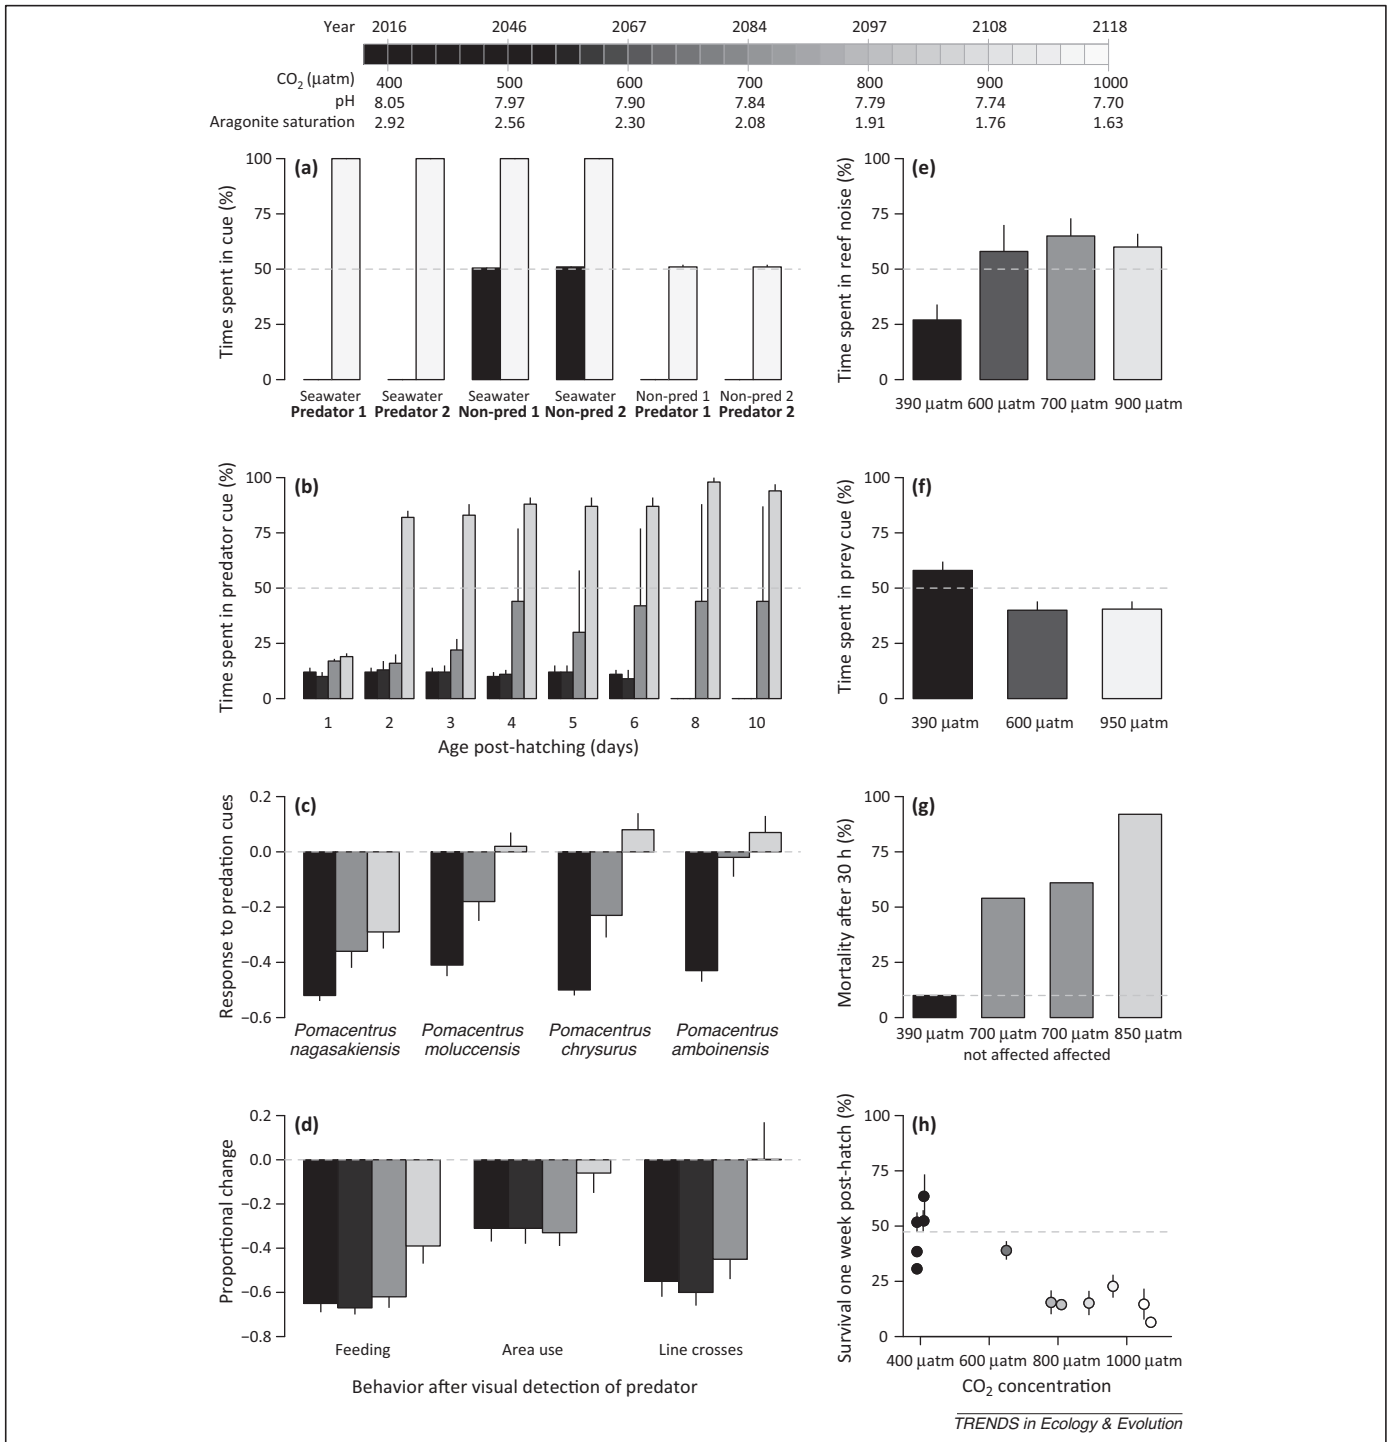 Year 2016 2046 2067 2084 2097 2108 2118
CO2 (µatm) 400 500 600 700 800 900 1000
pH 8.05 7.97 7.90 7.84 7.79 7.74 7.70
Aragonite saturation 2.92 2.56 2.30 2.08 1.91 1.76 1.63
(a)
Time spent in cue (%)
100
75
50
25
0
Seawater Seawater Seawater Seawater Non-pred 1 Non-pred 2
Predator 1 Predator 2 Non-pred 1 Non-pred 2 Predator 1 Predator 2
(e)
Time spent in reef noise (%)
100
75
50
25
0
390 µatm 600 µatm 700 µatm 900 µatm
(b)
Time spent in predator cue (%)
100
75
50
25
0
1 2 3 4 5 6 8 10
Age post-hatching (days)
(f)
Time spent in prey cue (%)
100
75
50
25
0
390 µatm 600 µatm 950 µatm
(c)
Response to predation cues
0.2
0.0
−0.2
−0.4
−0.6
Pomacentrus Pomacentrus Pomacentrus Pomacentrus
nagasakiensis moluccensis chrysurus amboinensis
(g)
Mortality after 30 h (%)
100
75
50
25
0
390 µatm 700 µatm 700 µatm 850 µatm
not affected affected
(d)
Proportional change
0.2
0.0
−0.2
−0.4
−0.6
−0.8
Feeding Area use Line crosses
Behavior after visual detection of predator
(h)
Survival one week post-hatch (%)
100
75
50
25
0
400 µatm 600 µatm 800 µatm 1000 µatm
CO2 concentration
TRENDS in Ecology & Evolution